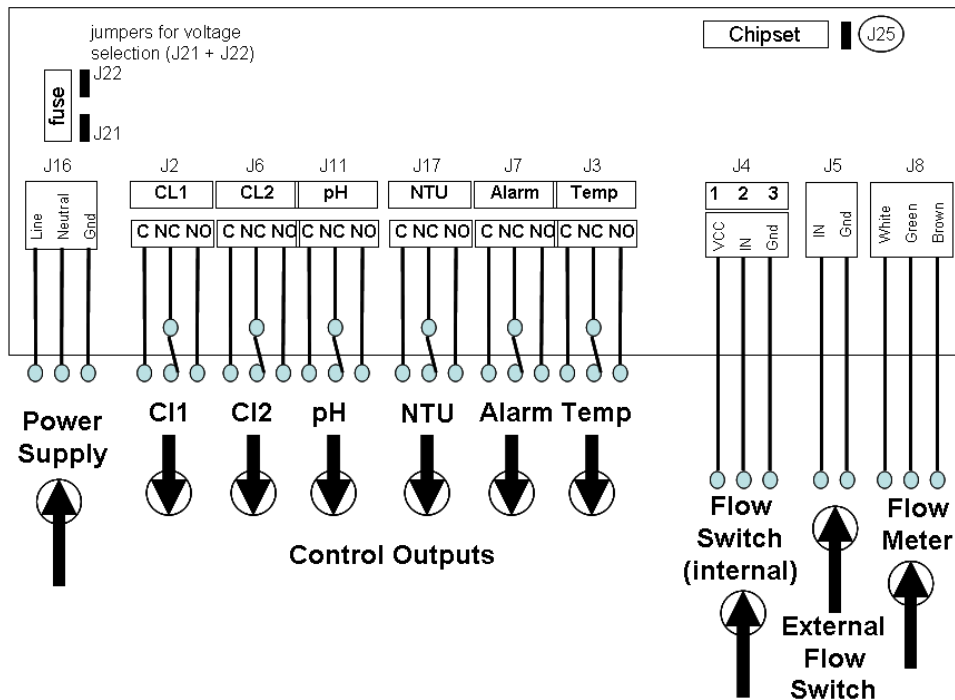 jumpers for voltage
selection (J21 + J22)
Chipset
J25
J22
fuse
J21
J16 J2 J6 J11 J17 J7 J3 J4 J5 J8
CL1 CL2 pH NTU Alarm Temp 1 2 3
Line Neutral Gnd C NC NO C NC NO C NC NO C NC NO C NC NO C NC NO VCC IN Gnd IN Gnd White Green Brown
Power
Supply
Cl1 Cl2 pH NTU Alarm Temp
Control Outputs
Flow
Switch
(internal)
External
Flow
Switch
Flow
Meter